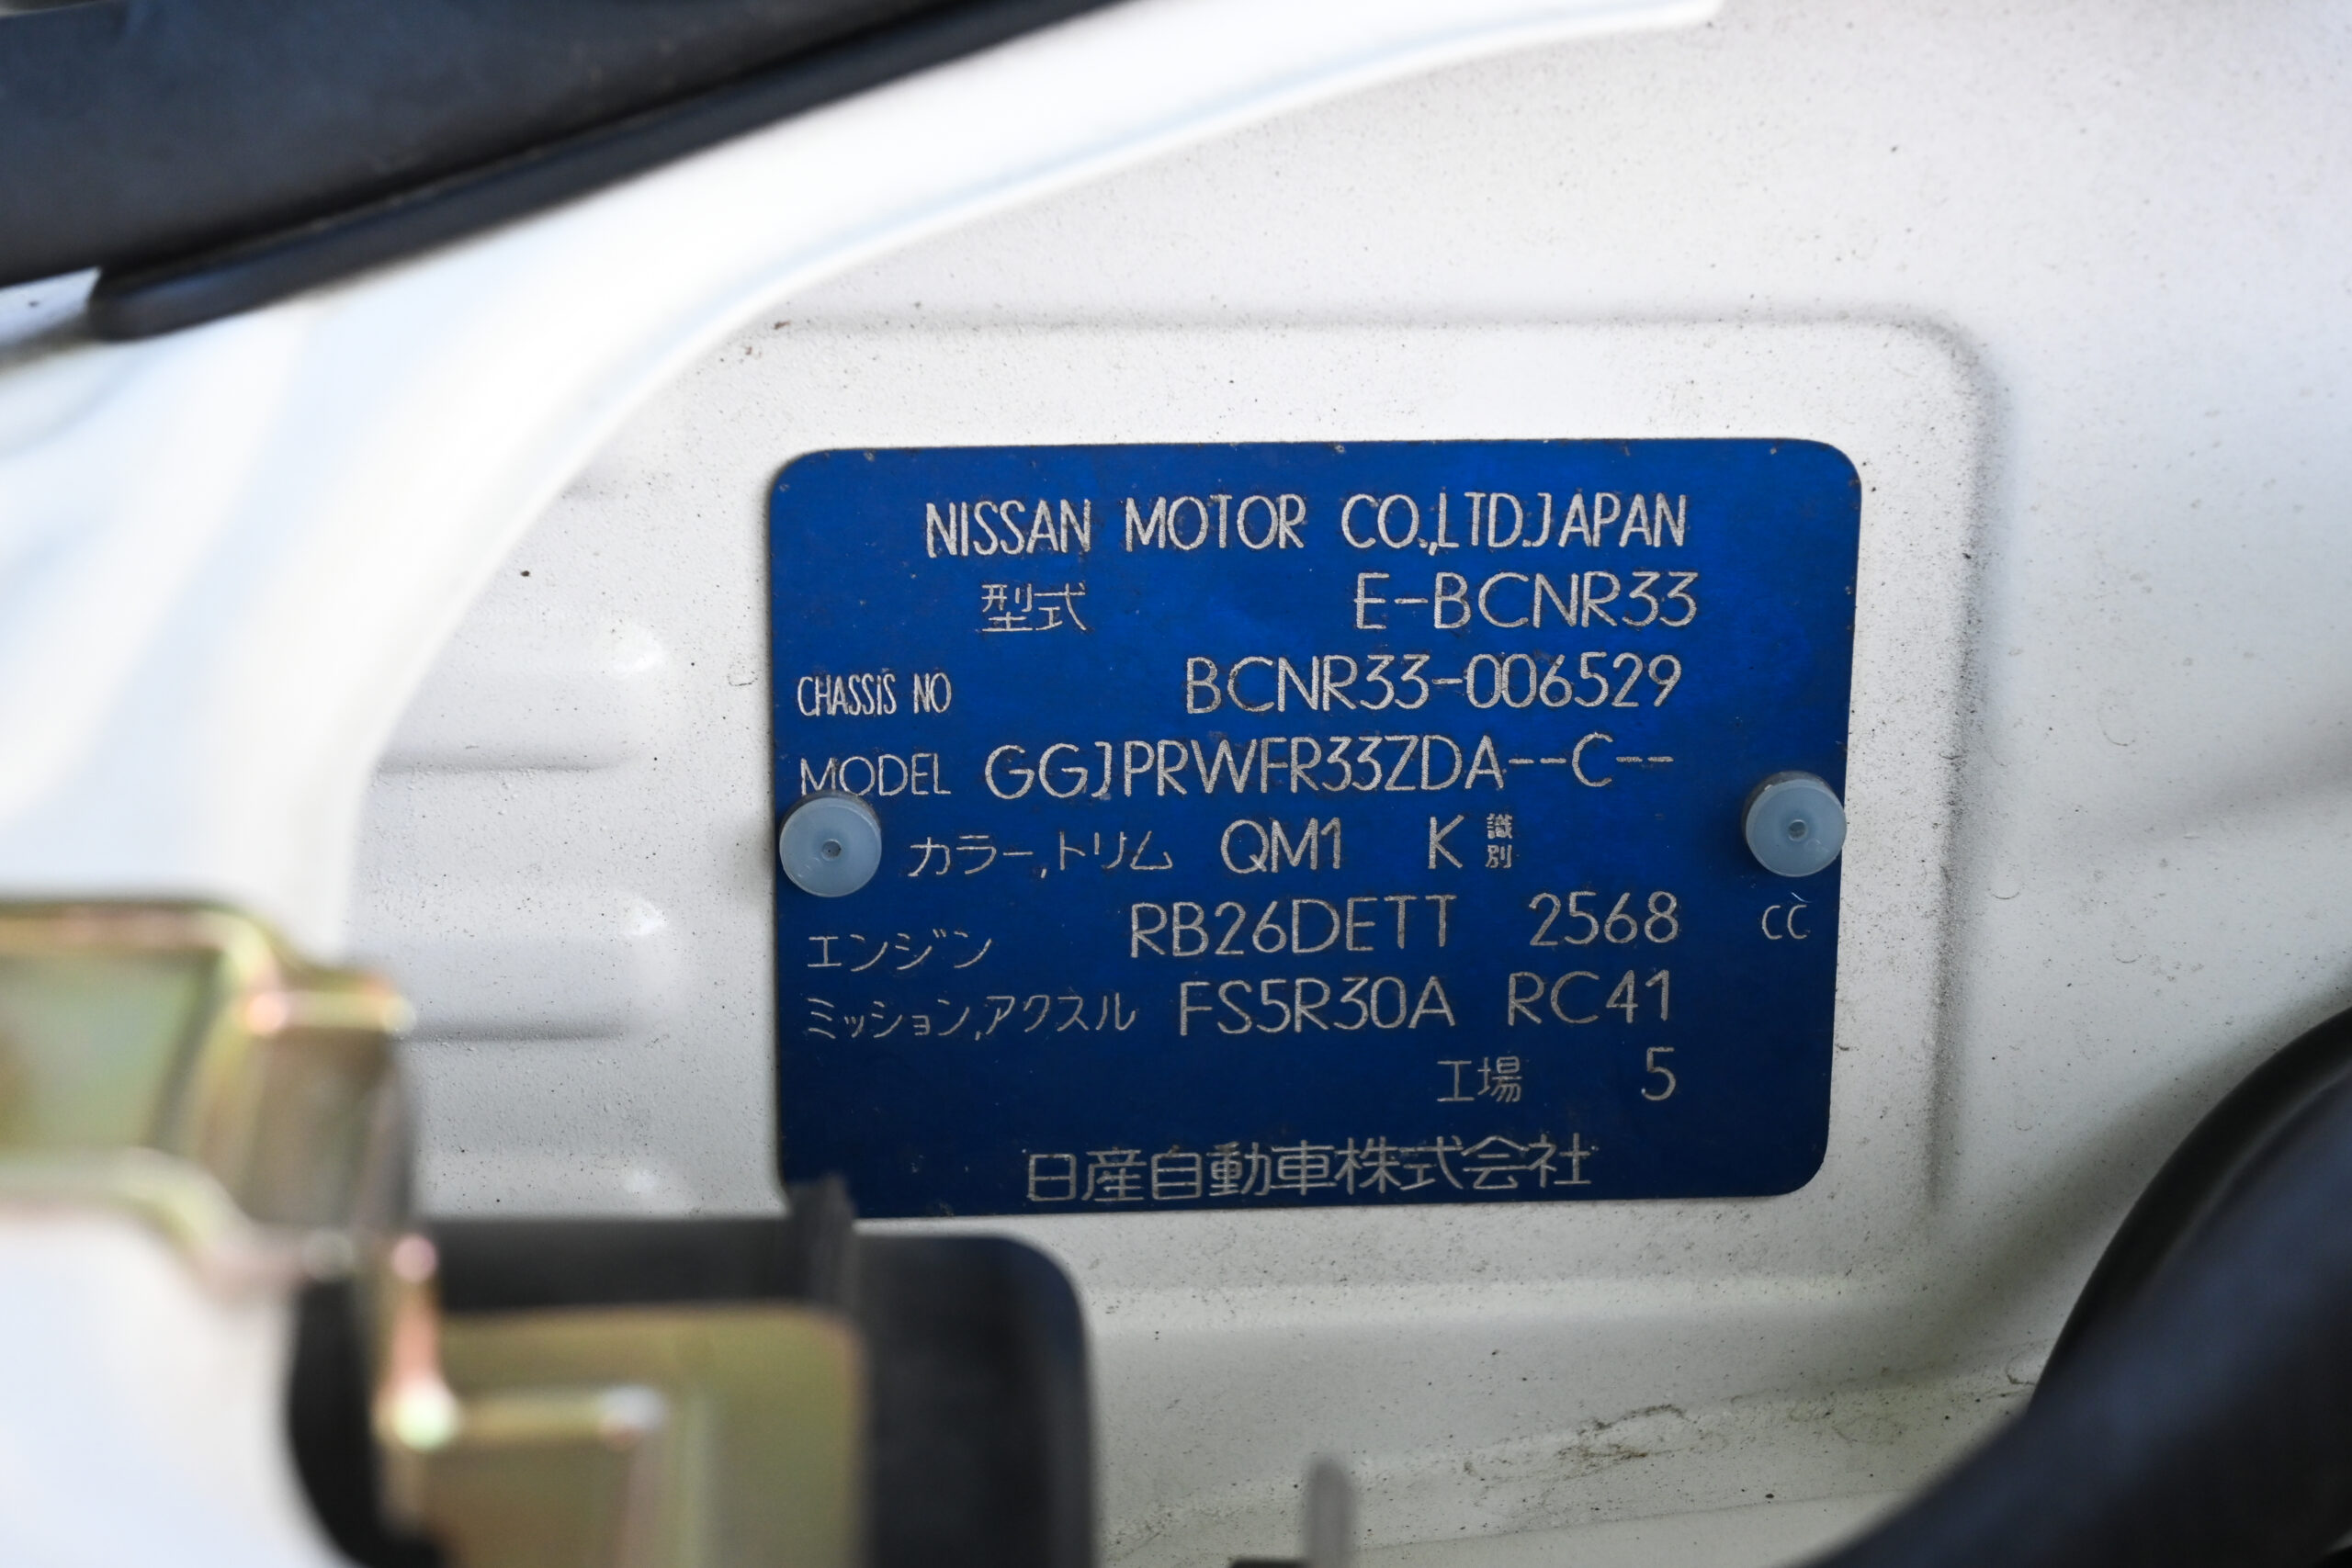 NISSAN MOTOR CO.,LTD.JAPAN
型式 E-BCNR33
CHASSIS NO BCNR33-006529
MODEL GGJPRWFR33ZDA--C--
カラー,トリム QM1 K 識別
エンジン RB26DETT 2568 cc
ミッション,アクスル FS5R30A RC41
工場 5
日産自動車株式会社